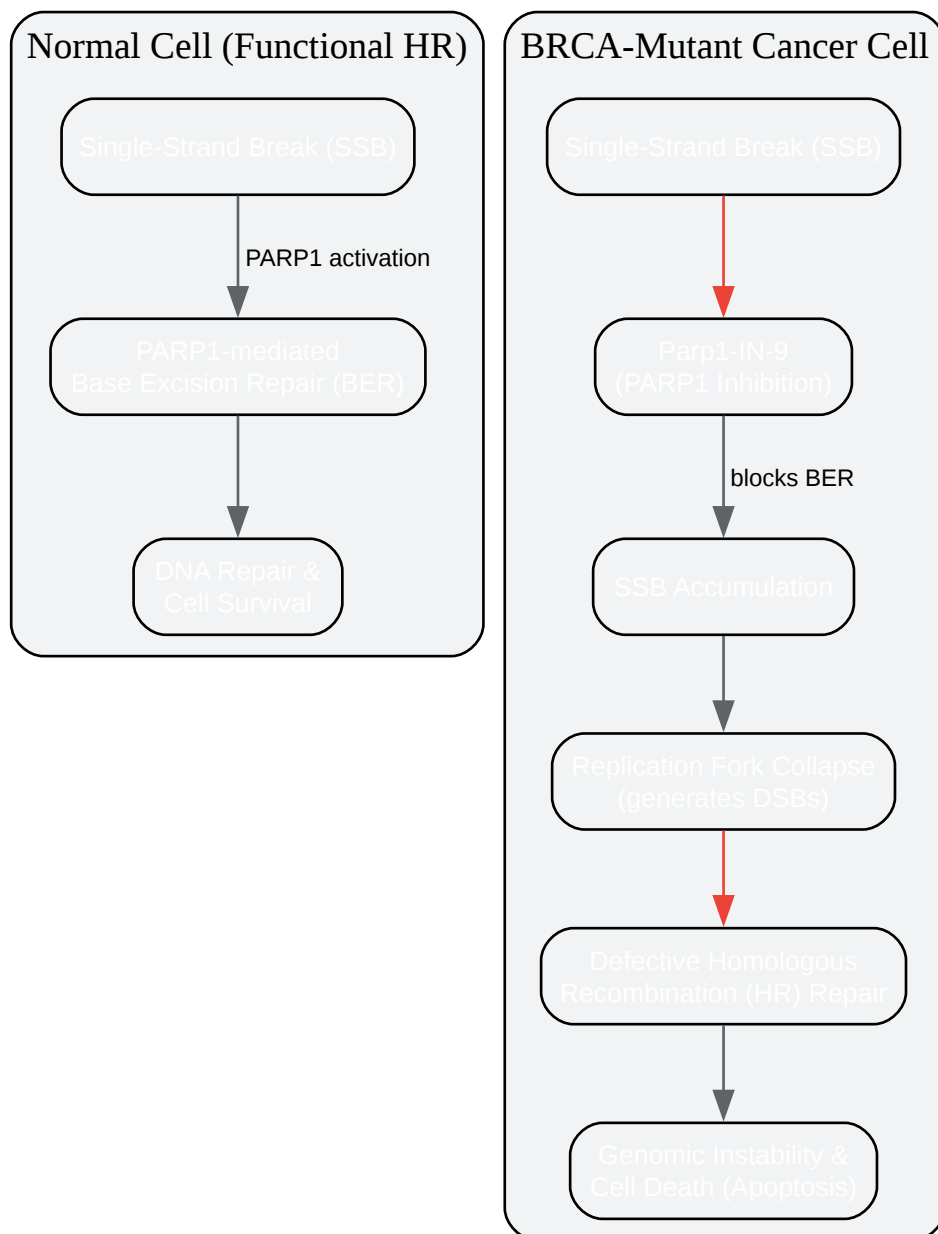 Normal Cell (Functional HR)
Single-Strand Break (SSB)
PARP1 activation
PARP1-mediated
Base Excision Repair (BER)
DNA Repair &
Cell Survival
BRCA-Mutant Cancer Cell
Single-Strand Break (SSB)
Parp1-IN-9
(PARP1 Inhibition)
blocks BER
SSB Accumulation
Replication Fork Collapse
(generates DSBs)
Defective Homologous
Recombination (HR) Repair
Genomic Instability &
Cell Death (Apoptosis)